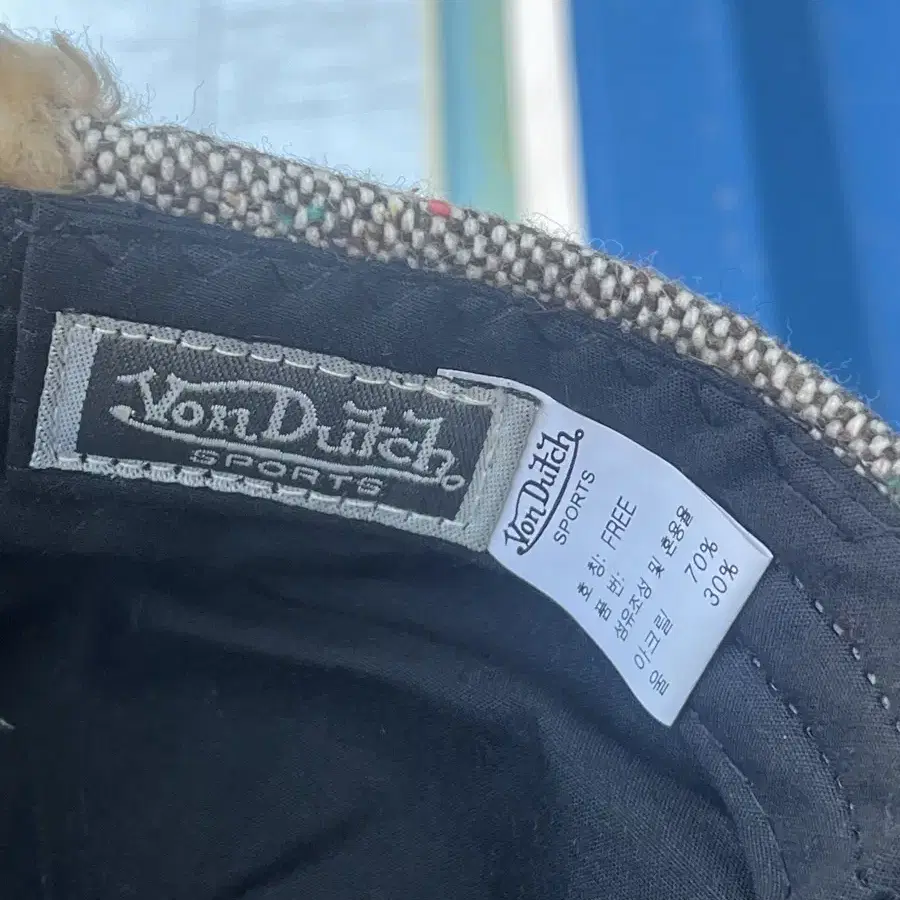 Von Dutch
SPORTS
Von Dutch
SPORTS
호 칭: FREE
품 번:
섬유조성 및 혼용율
아크릴 70%
울 30%